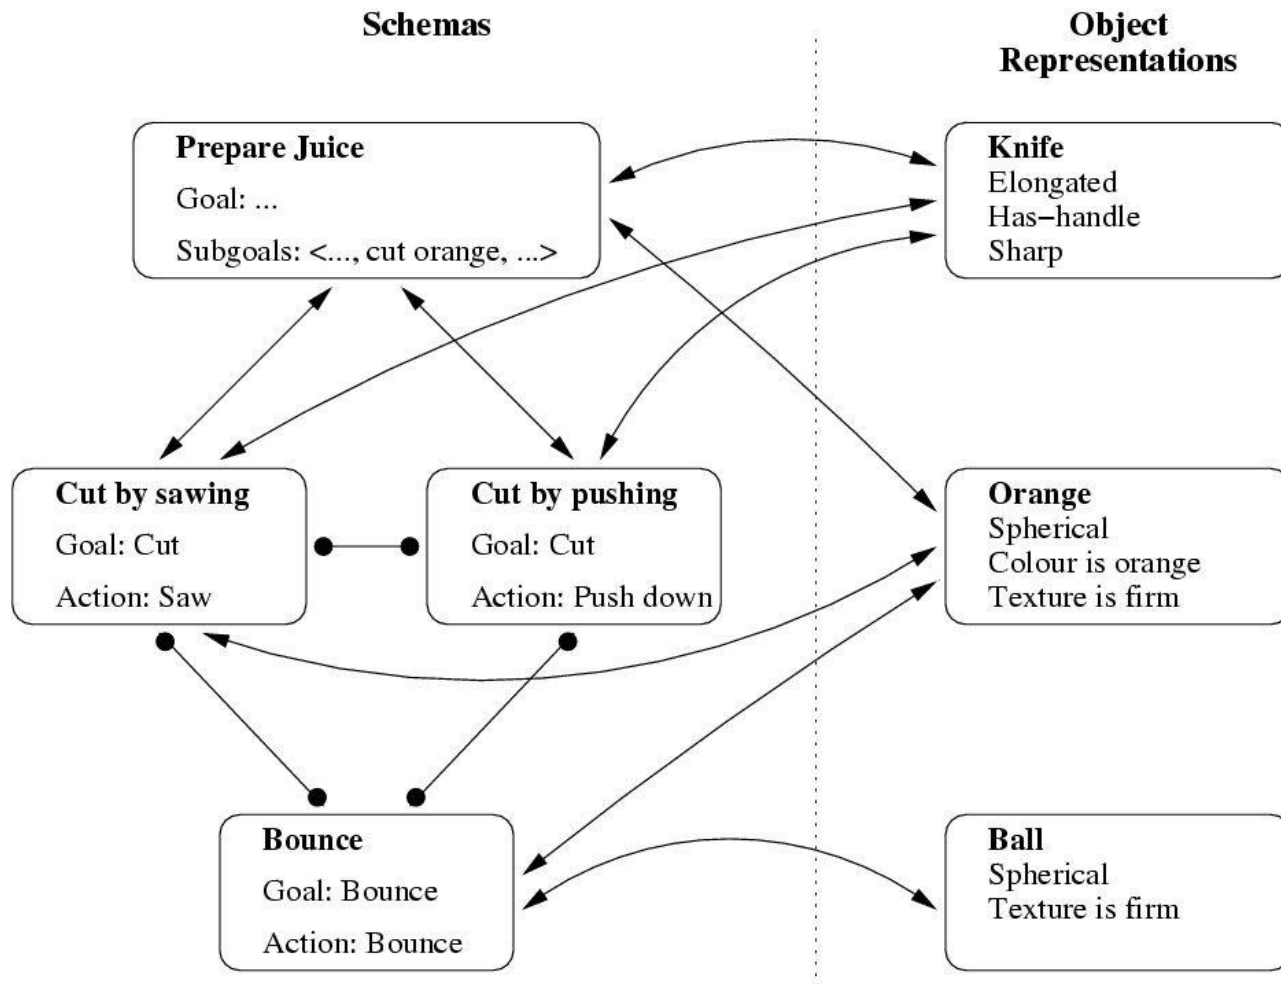 Schemas
Object
Representations
Prepare Juice
Goal: ...
Subgoals: <..., cut orange, ...>
Knife
Elongated
Has−handle
Sharp
Cut by sawing
Goal: Cut
Action: Saw
Cut by pushing
Goal: Cut
Action: Push down
Orange
Spherical
Colour is orange
Texture is firm
Bounce
Goal: Bounce
Action: Bounce
Ball
Spherical
Texture is firm